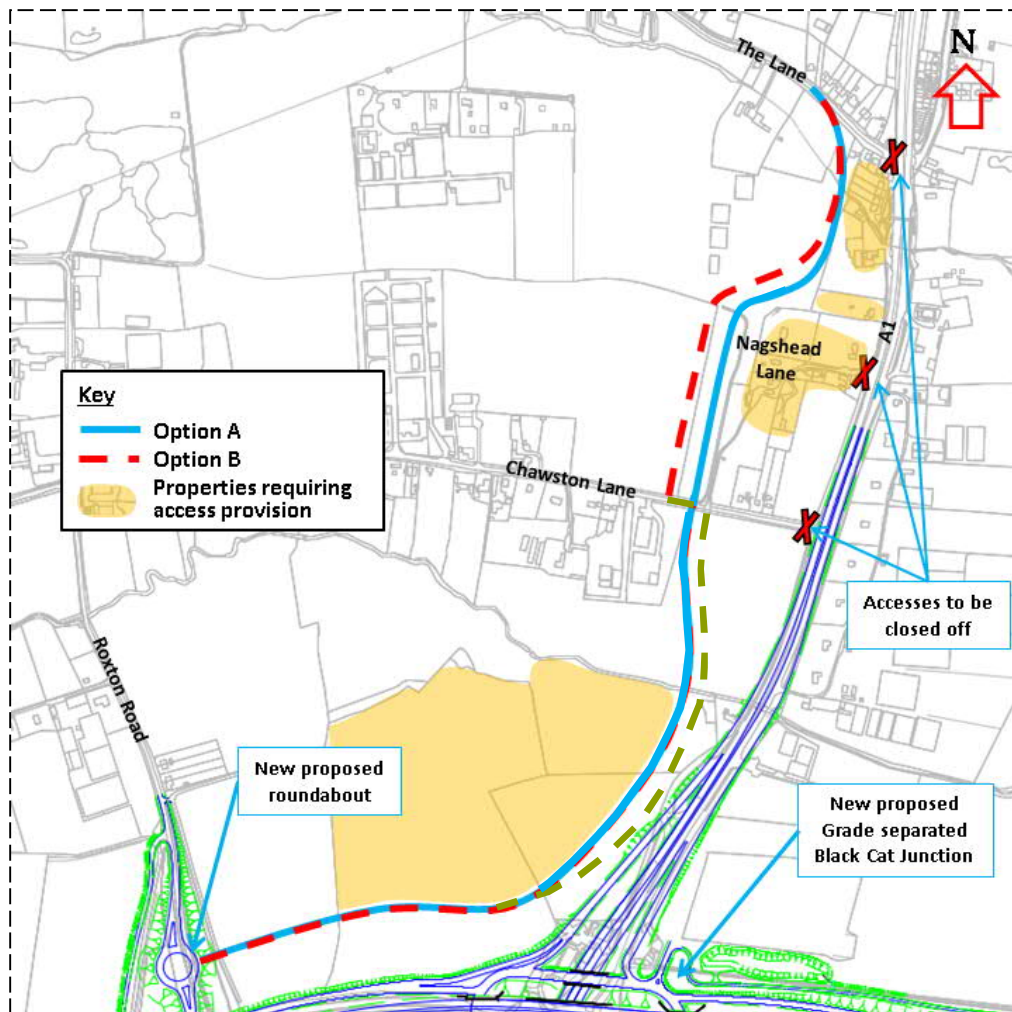 The Lane
N
A1
Nagshead
Lane
Key
Option A
Option B
Properties requiring
access provision
Chawston Lane
Accesses to be
closed off
Roxton Road
New proposed
roundabout
New proposed
Grade separated
Black Cat Junction